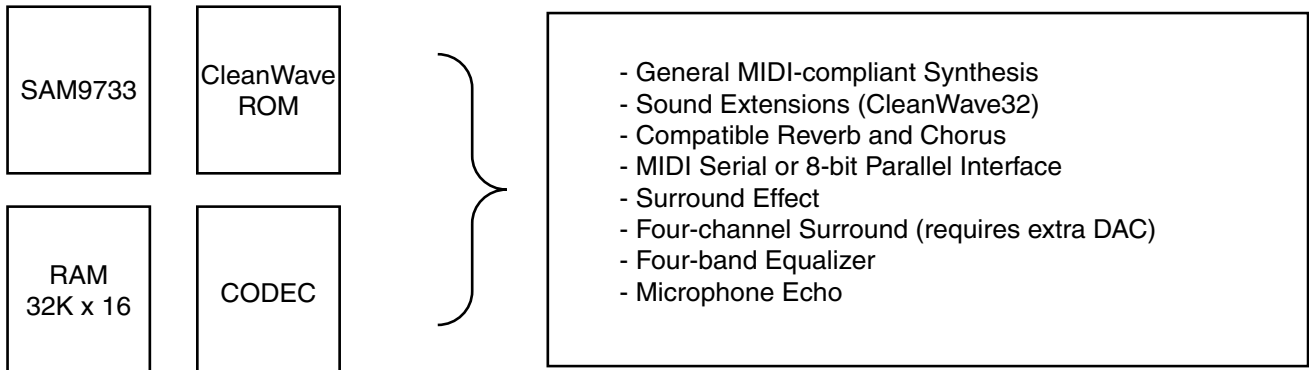 SAM9733
CleanWave
ROM
RAM
32K x 16
CODEC
- General MIDI-compliant Synthesis
- Sound Extensions (CleanWave32)
- Compatible Reverb and Chorus
- MIDI Serial or 8-bit Parallel Interface
- Surround Effect
- Four-channel Surround (requires extra DAC)
- Four-band Equalizer
- Microphone Echo